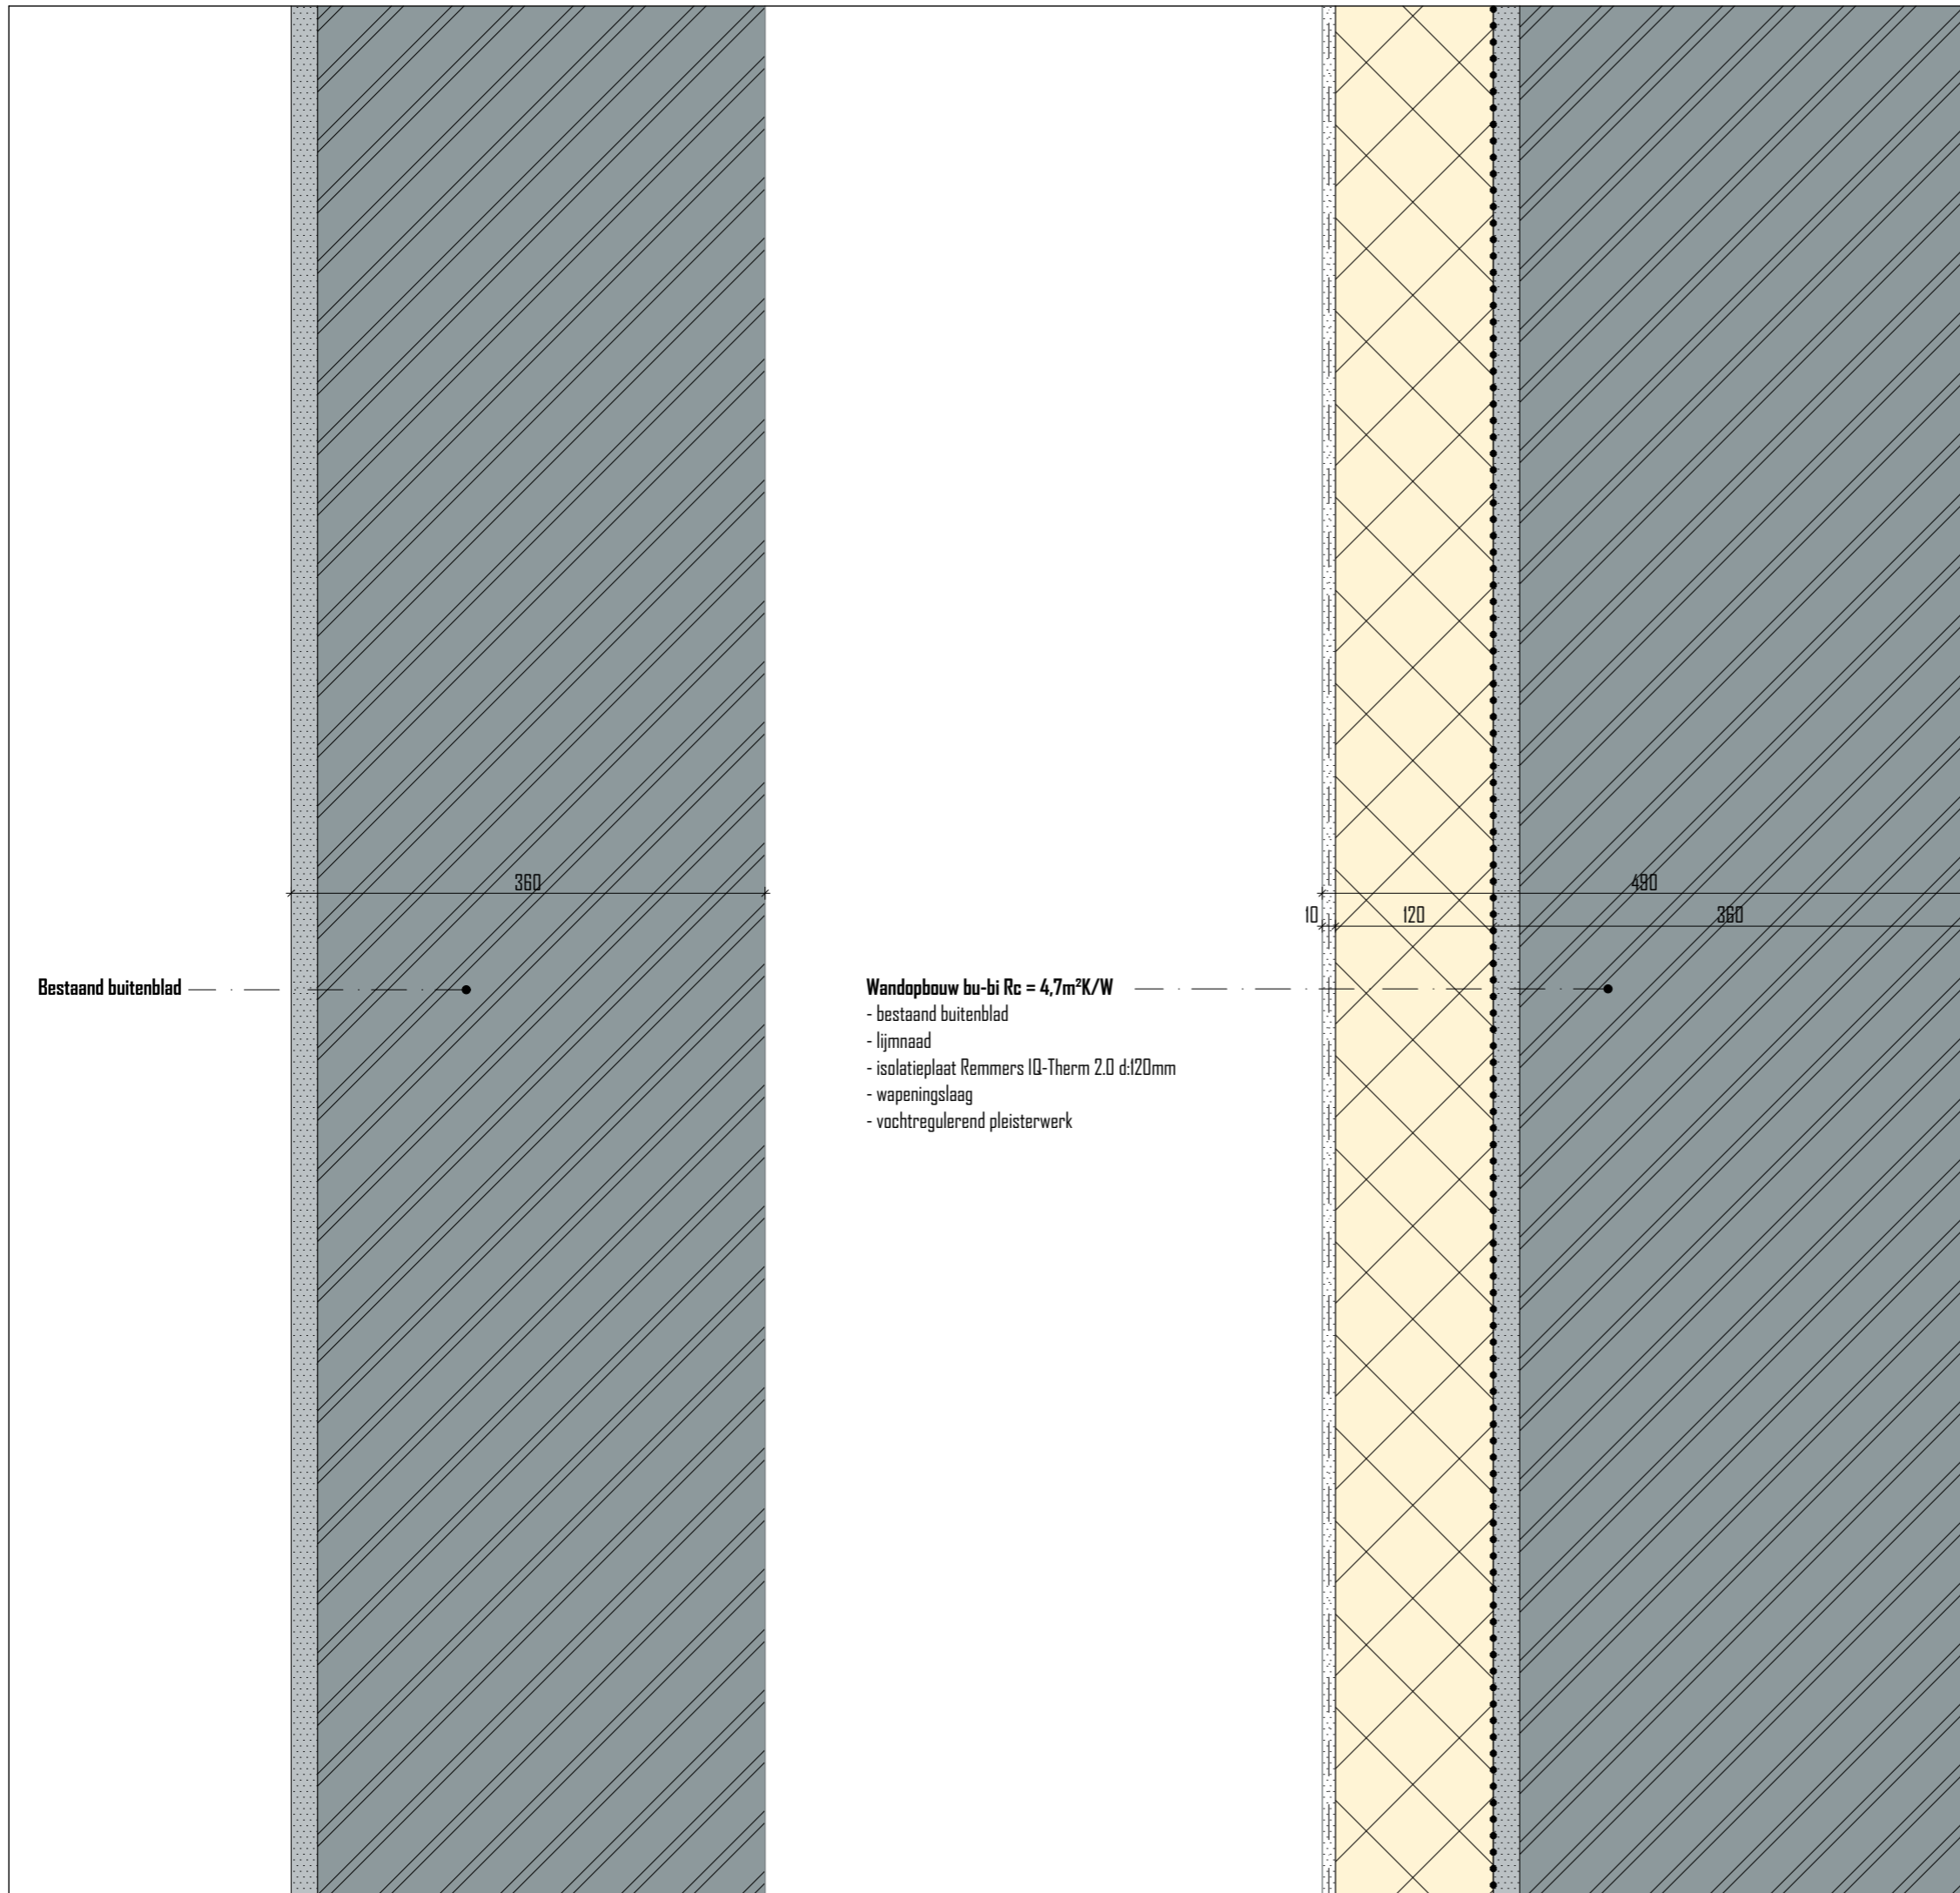 360
490
10 120 360
Bestaand buitenblad
Wandopbouw bu-bi Rc = 4,7m²K/W
- bestaand buitenblad
- lijmnaad
- isolatieplaat Remmers IQ-Therm 2.0 d:120mm
- wapeningslaag
- vochtregulerend pleisterwerk